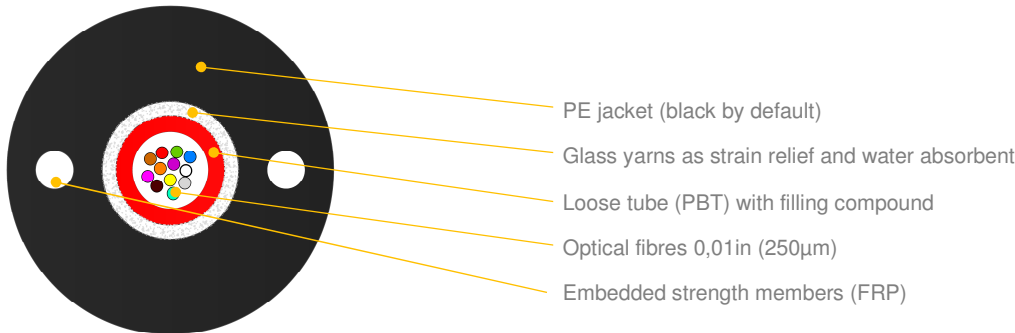 PE jacket (black by default)
Glass yarns as strain relief and water absorbent
Loose tube (PBT) with filling compound
Optical fibres 0,01in (250µm)
Embedded strength members (FRP)